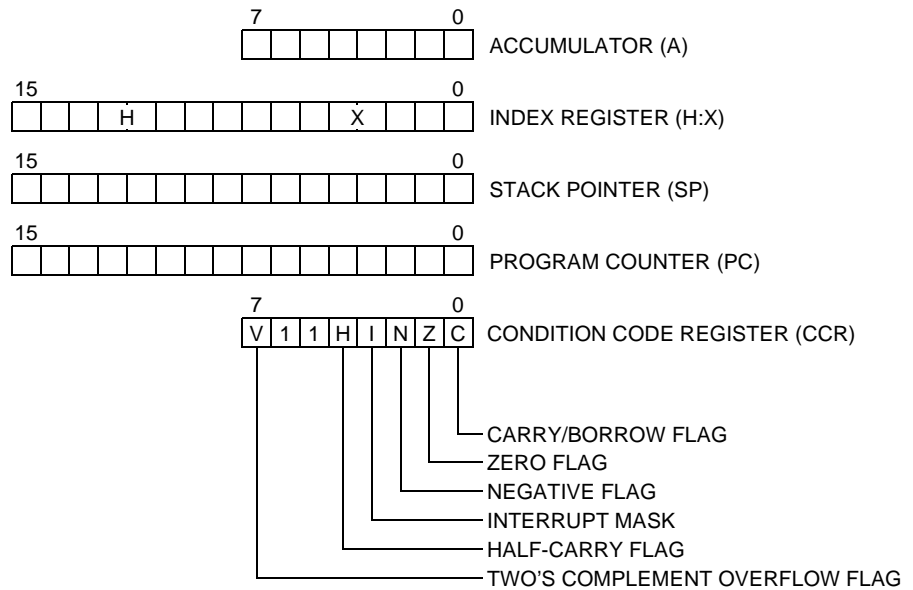 7 0
ACCUMULATOR (A)
15 0
H X INDEX REGISTER (H:X)
15 0
STACK POINTER (SP)
15 0
PROGRAM COUNTER (PC)
7 0
V 1 1 H I N Z C CONDITION CODE REGISTER (CCR)
CARRY/BORROW FLAG
ZERO FLAG
NEGATIVE FLAG
INTERRUPT MASK
HALF-CARRY FLAG
TWO'S COMPLEMENT OVERFLOW FLAG